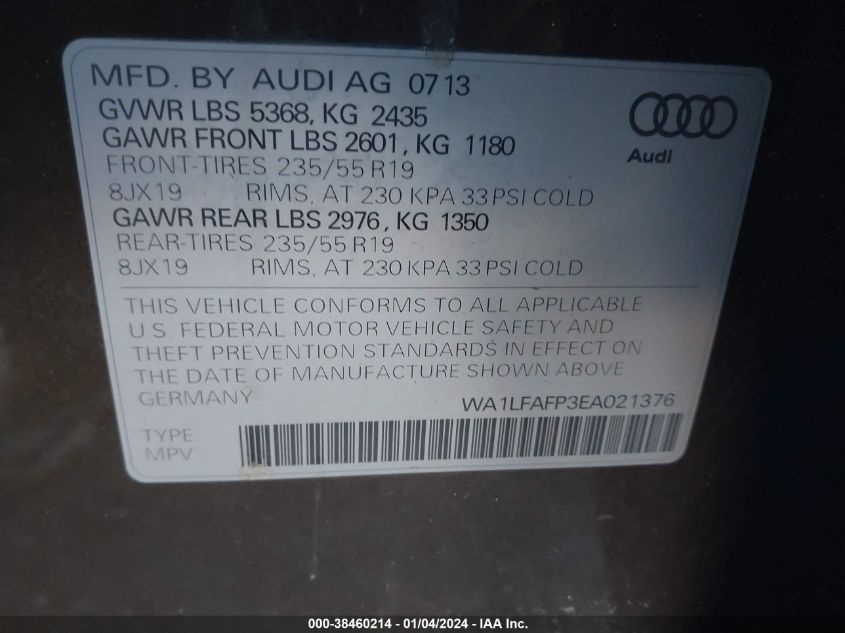 MFD. BY AUDI AG 0713
GVWR LBS 5368, KG 2435
GAWR FRONT LBS 2601, KG 1180
FRONT-TIRES 235/55 R19
8JX19 RIMS, AT 230 KPA 33 PSI COLD
GAWR REAR LBS 2976, KG 1350
REAR-TIRES 235/55 R19
8JX19 RIMS, AT 230 KPA 33 PSI COLD
Audi
THIS VEHICLE CONFORMS TO ALL APPLICABLE
U.S. FEDERAL MOTOR VEHICLE SAFETY AND
THEFT PREVENTION STANDARDS IN EFFECT ON
THE DATE OF MANUFACTURE SHOWN ABOVE
GERMANY WA1LFAFP3EA021376
TYPE:
MPV
000-38460214 - 01/04/2024 - IAA Inc.